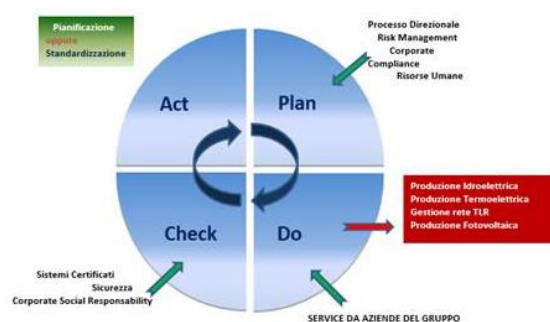 Pianificazione
oppure
Standardizzazione
Processo Direzionale
Risk Management
Corporate
Compliance
Risorse Umane
Act
Plan
Check
Do
Produzione Idroelettrica
Produzione Termoelettrica
Gestione rete TLR
Produzione Fotovoltaica
Sistemi Certificati
Sicurezza
Corporate Social Responsability
SERVICE DA AZIENDE DEL GRUPPO